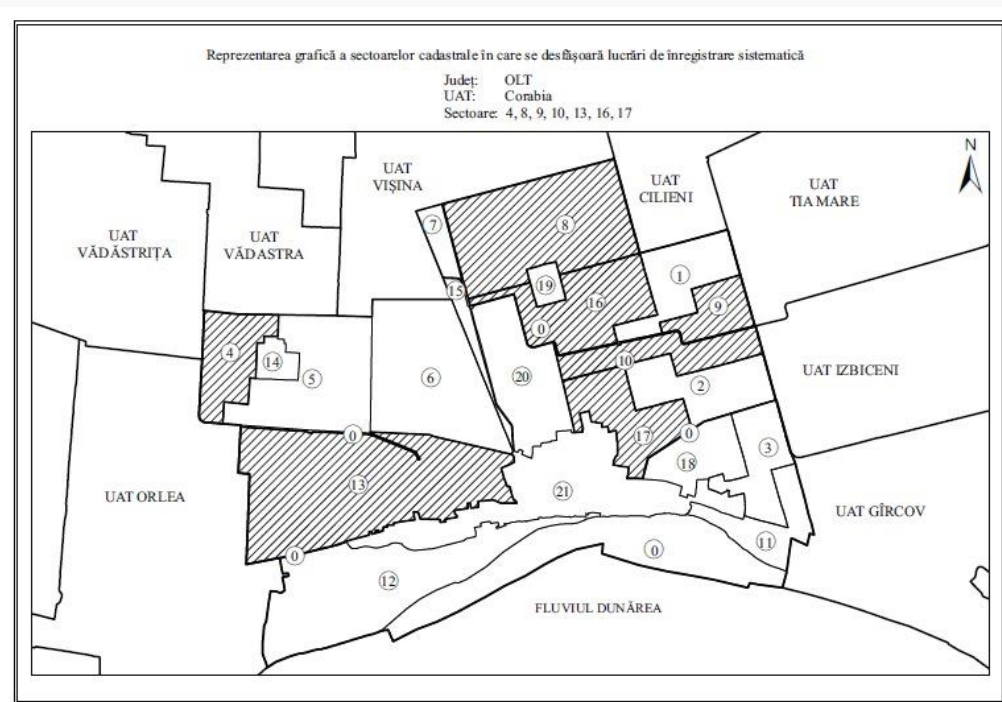 Reprezentarea grafică a sectoarelor cadastrale în care se desfășoară lucrări de înregistrare sistematică
Județ: OLT
UAT: Corabia
Sectoare: 4, 8, 9, 10, 13, 16, 17
N
UAT
VIȘINA
UAT
CILIENI
UAT
TIA MARE
UAT
VĂDĂSTRIȚA
UAT
VĂDASTRA
7
8
1
15
19
16
9
0
4
14
5
6
20
10
2
UAT IZBICENI
0
17
0
18
3
13
UAT ORLEA
21
UAT GÎRCOV
0
12
0
11
FLUVIUL DUNĂREA